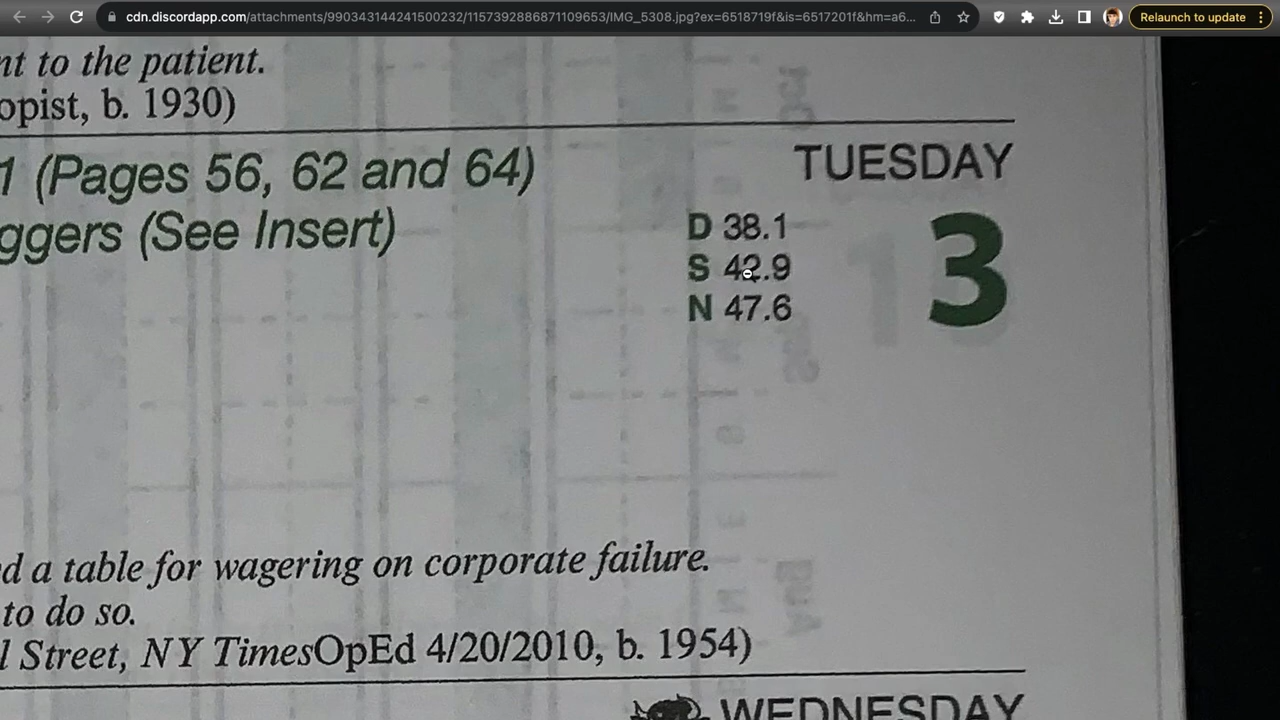 cdn.discordapp.com/attachments/990343144241500232/1157392886871109653/IMG_5308.jpg?ex=6518719f&is=6517201f&hm=a6...
Relaunch to update
nt to the patient.
opist, b. 1930)
1 (Pages 56, 62 and 64)
TUESDAY
ggers (See Insert)
D 38.1
3
S 42.9
N 47.6
d a table for wagering on corporate failure.
to do so.
l Street, NY TimesOpEd 4/20/2010, b. 1954)
WEDNESDAY